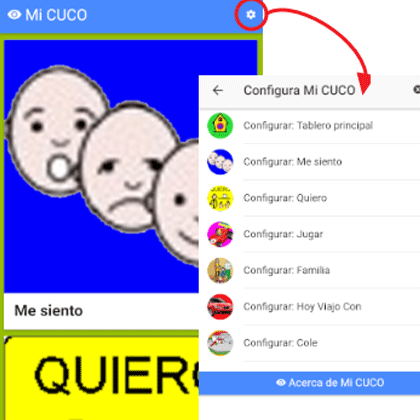 Mi CUCO
Me siento
QUIER
Configura Mi CUCO
Configurar: Tablero principal
Configurar: Me siento
Configurar: Quiero
Configurar: Jugar
Configurar: Familia
Configurar: Hoy Viajo Con
Configurar: Cole
Acerca de Mi CUCO